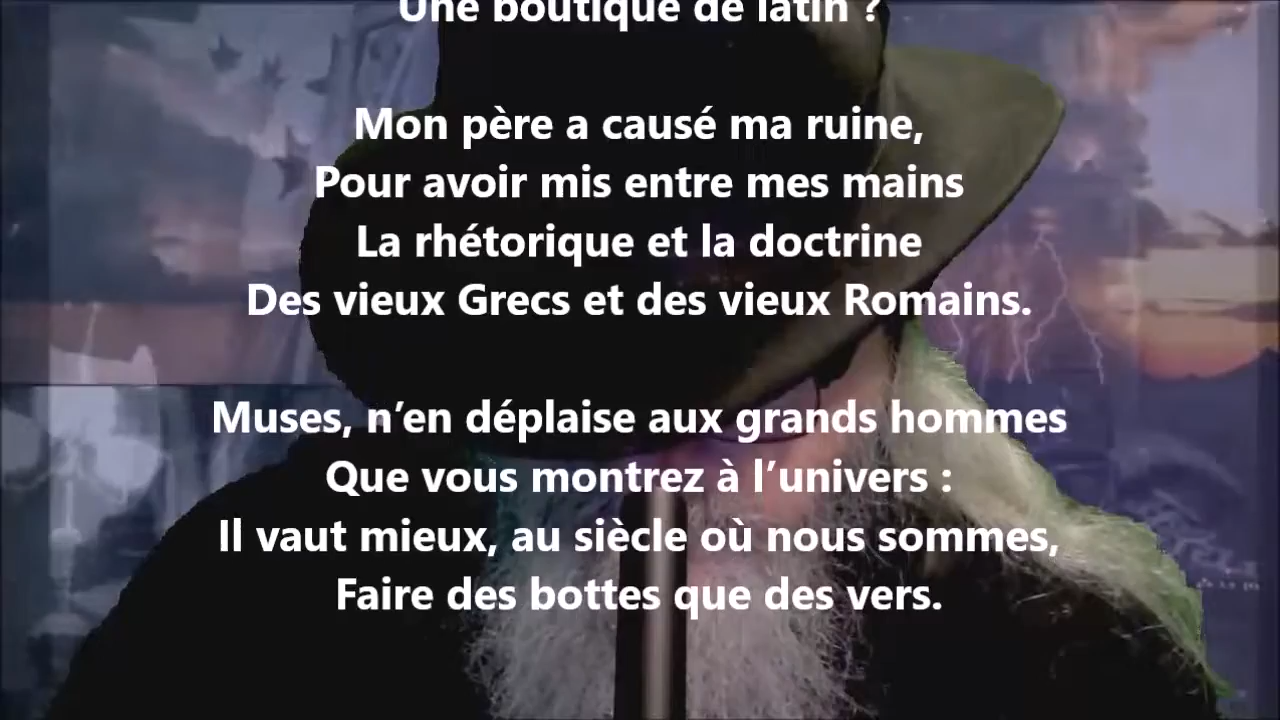 Une boutique de latin ?
Mon père a causé ma ruine,
Pour avoir mis entre mes mains
La rhétorique et la doctrine
Des vieux Grecs et des vieux Romains.
Muses, n’en déplaise aux grands hommes
Que vous montrez à l’univers :
Il vaut mieux, au siècle où nous sommes,
Faire des bottes que des vers.